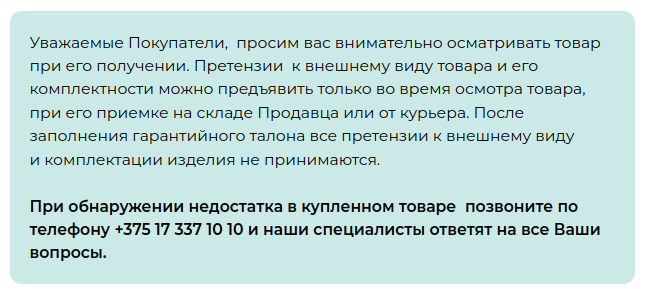 Уважаемые Покупатели,  просим вас внимательно осматривать товар
при его получении. Претензии  к внешнему виду товара и его
комплектности можно предъявить только во время осмотра товара,
при его приемке на складе Продавца или от курьера. После
заполнения гарантийного талона все претензии к внешнему виду
и комплектации изделия не принимаются.
При обнаружении недостатка в купленном товаре  позвоните по
телефону +375 17 337 10 10 и наши специалисты ответят на все Ваши
вопросы.